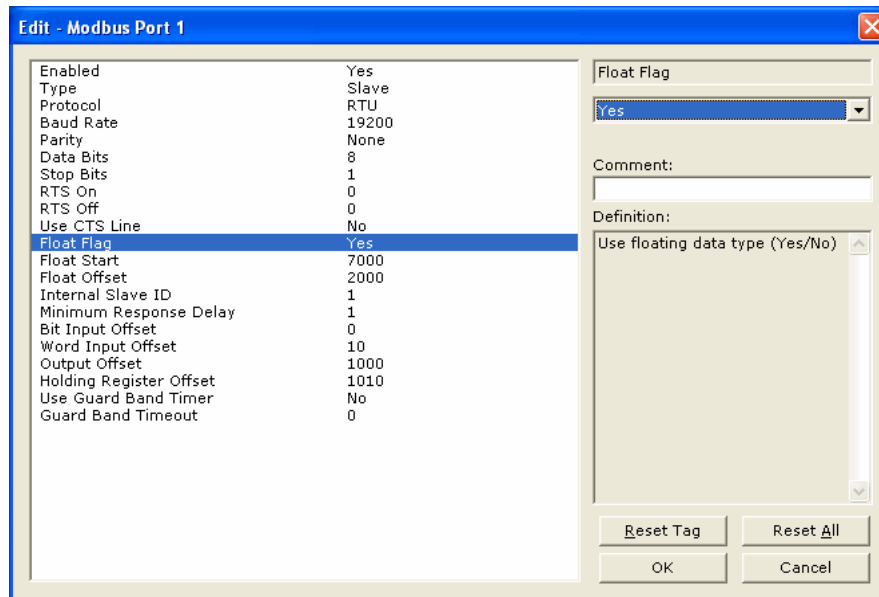 Edit - Modbus Port 1
Enabled Yes
Type Slave
Protocol RTU
Baud Rate 19200
Parity None
Data Bits 8
Stop Bits 1
RTS On 0
RTS Off 0
Use CTS Line No
Float Flag Yes
Float Start 7000
Float Offset 2000
Internal Slave ID 1
Minimum Response Delay 1
Bit Input Offset 0
Word Input Offset 10
Output Offset 1000
Holding Register Offset 1010
Use Guard Band Timer No
Guard Band Timeout 0
Float Flag
Yes
Comment:
Definition:
Use floating data type (Yes/No)
Reset Tag Reset All
OK Cancel